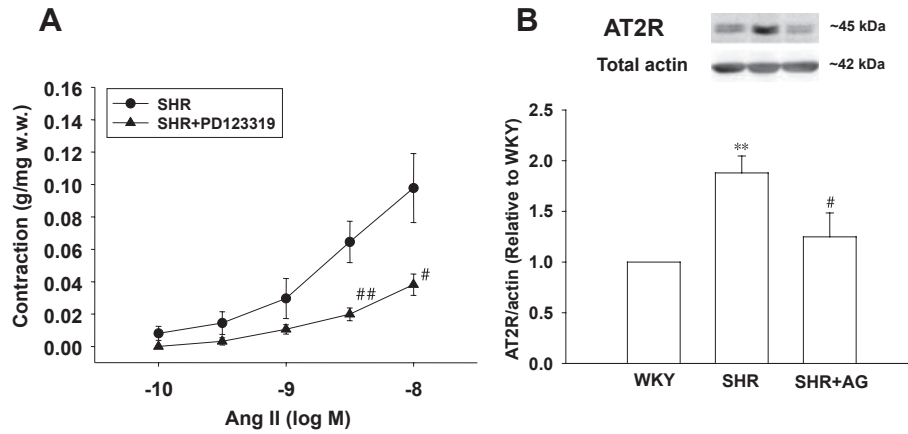 A
Contraction (g/mg w.w.)
0.16
0.14
0.12
0.10
0.08
0.06
0.04
0.02
0.00
SHR
SHR+PD123319
##
#
-10
-9
-8
Ang II (log M)
B
AT2R
~45 kDa
Total actin
~42 kDa
AT2R/actin (Relative to WKY)
2.5
2.0
1.5
1.0
0.5
0.0
**
#
WKY
SHR
SHR+AG